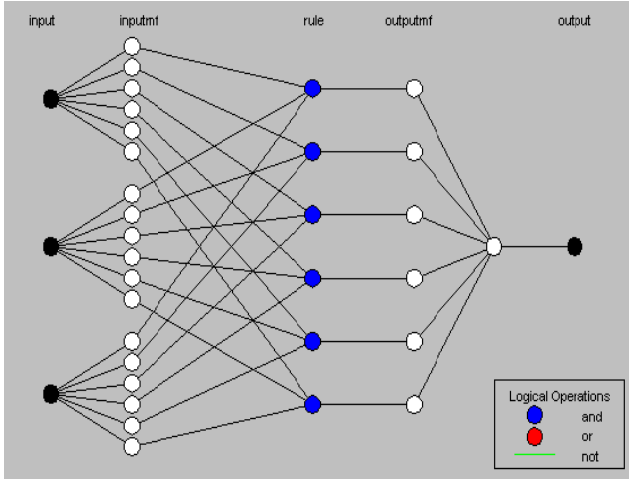 input inputmf rule outputmf output
Logical Operations
and
or
not